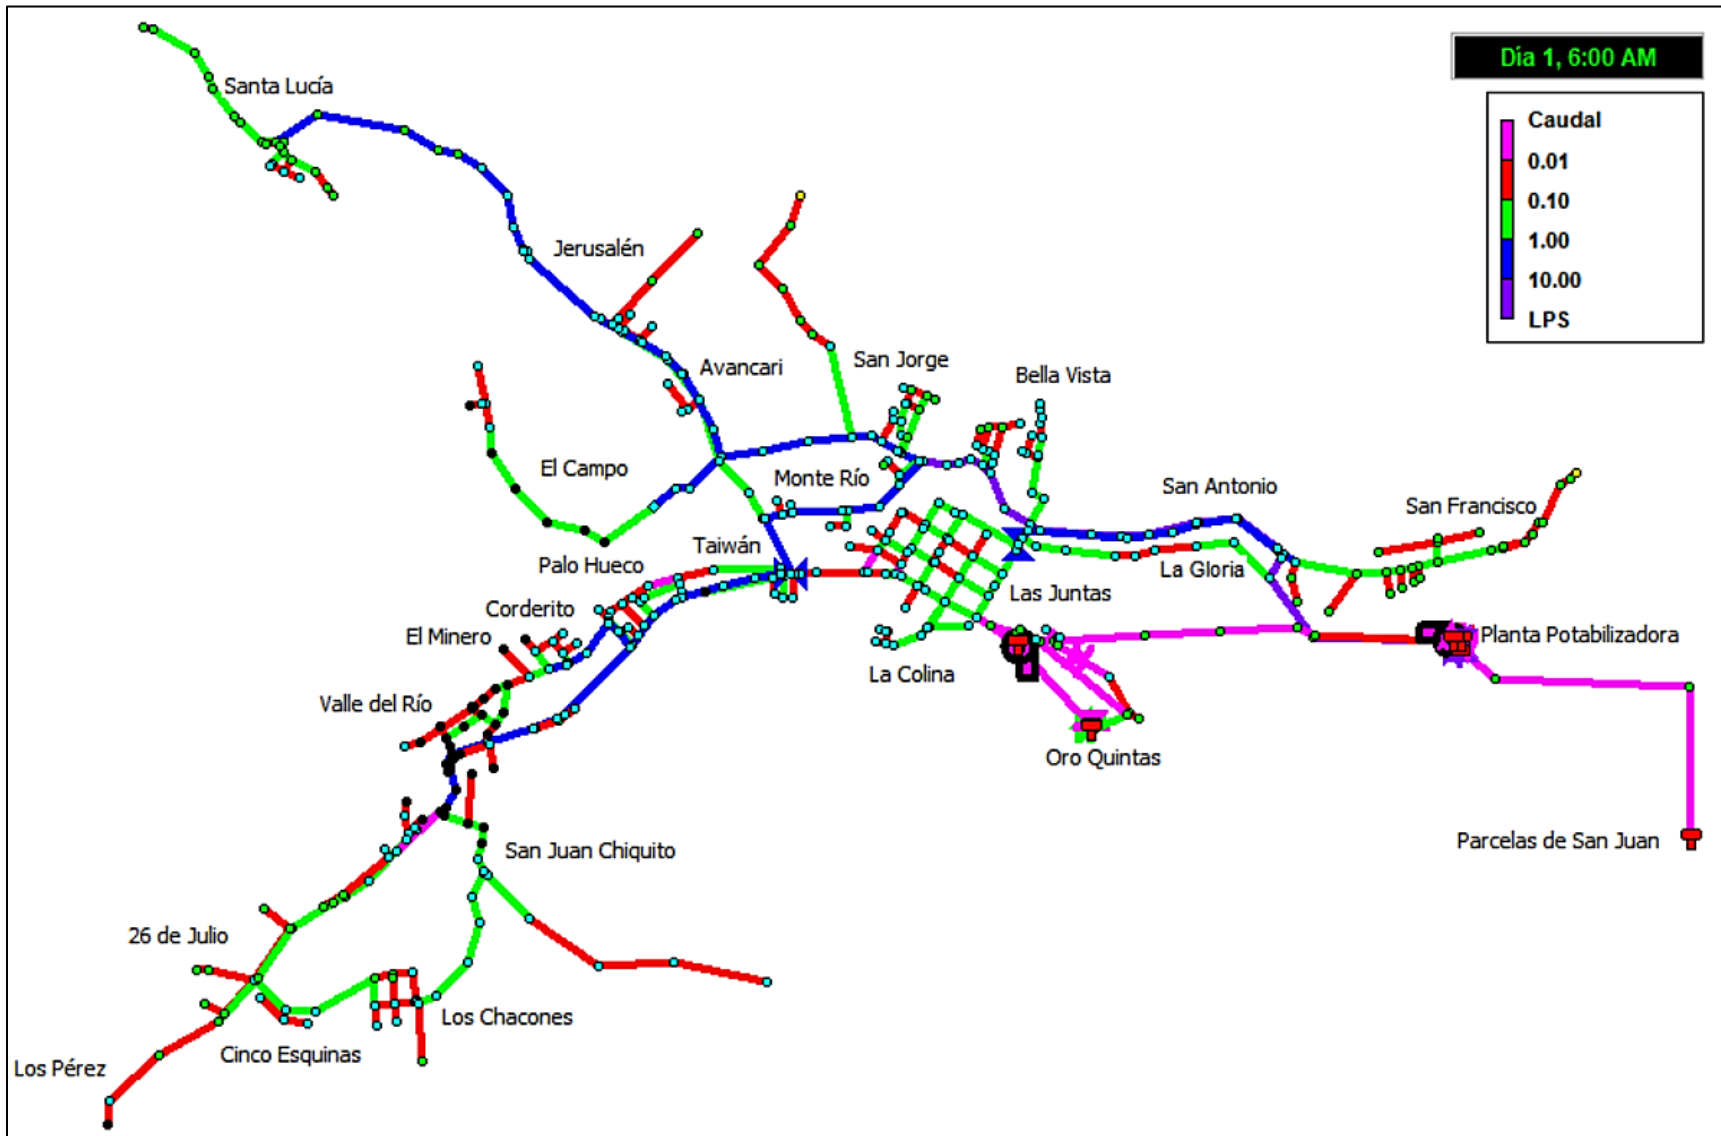 Día 1, 6:00 AM
Caudal
0.01
0.10
1.00
10.00
LPS
Santa Lucía
Jerusalén
Avancari
San Jorge
Bella Vista
El Campo
Monte Río
San Antonio
San Francisco
Taiwán
Palo Hueco
La Gloria
Las Juntas
Corderito
El Minero
Planta Potabilizadora
La Colina
Valle del Río
Oro Quintas
San Juan Chiquito
Parcelas de San Juan
26 de Julio
Los Chacones
Cinco Esquinas
Los Pérez